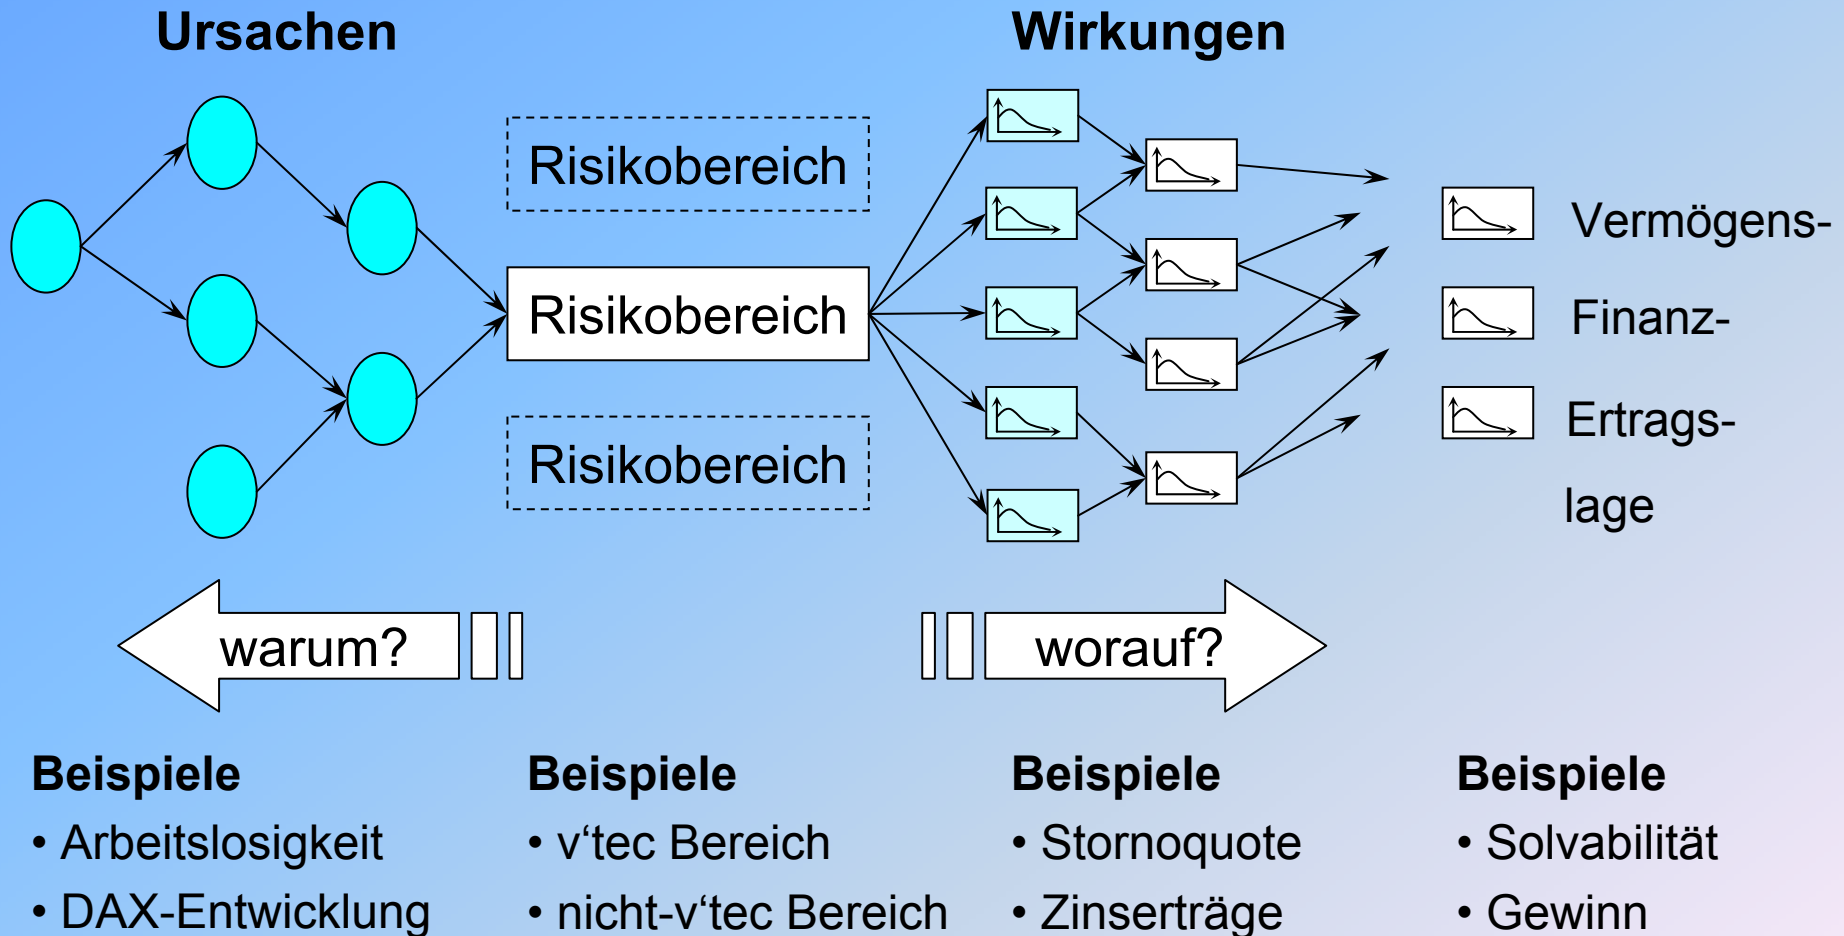 Ursachen
Wirkungen
Risikobereich
Risikobereich
Risikobereich
Vermögens-
Finanz-
Ertrags-
lage
warum?
worauf?
Beispiele
• Arbeitslosigkeit
• DAX-Entwicklung
Beispiele
• v‘tec Bereich
• nicht-v‘tec Bereich
Beispiele
• Stornoquote
• Zinserträge
Beispiele
• Solvabilität
• Gewinn